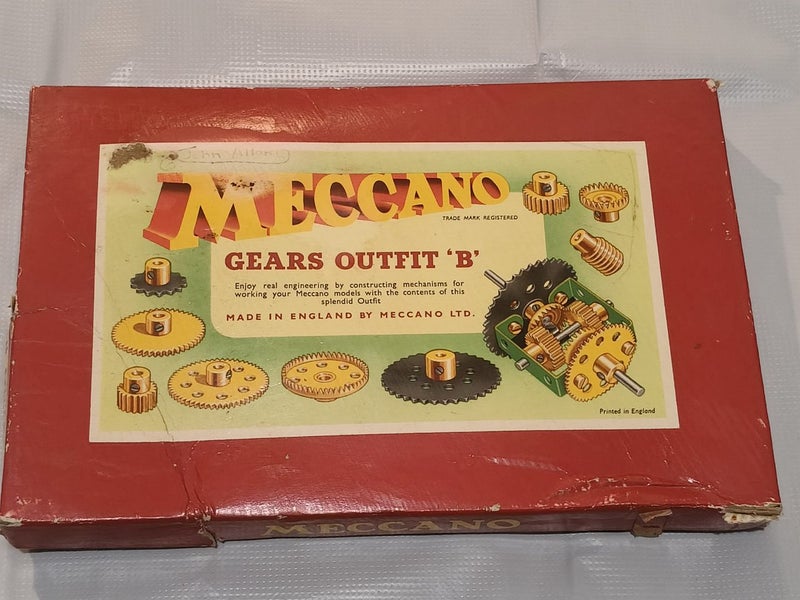 John
MECCANO
TRADE MARK REGISTERED
GEARS OUTFIT 'B'
Enjoy real engineering by constructing mechanisms for
working your Meccano models with the contents of this
splendid Outfit
MADE IN ENGLAND BY MECCANO LTD.
Printed in England
MECCANO